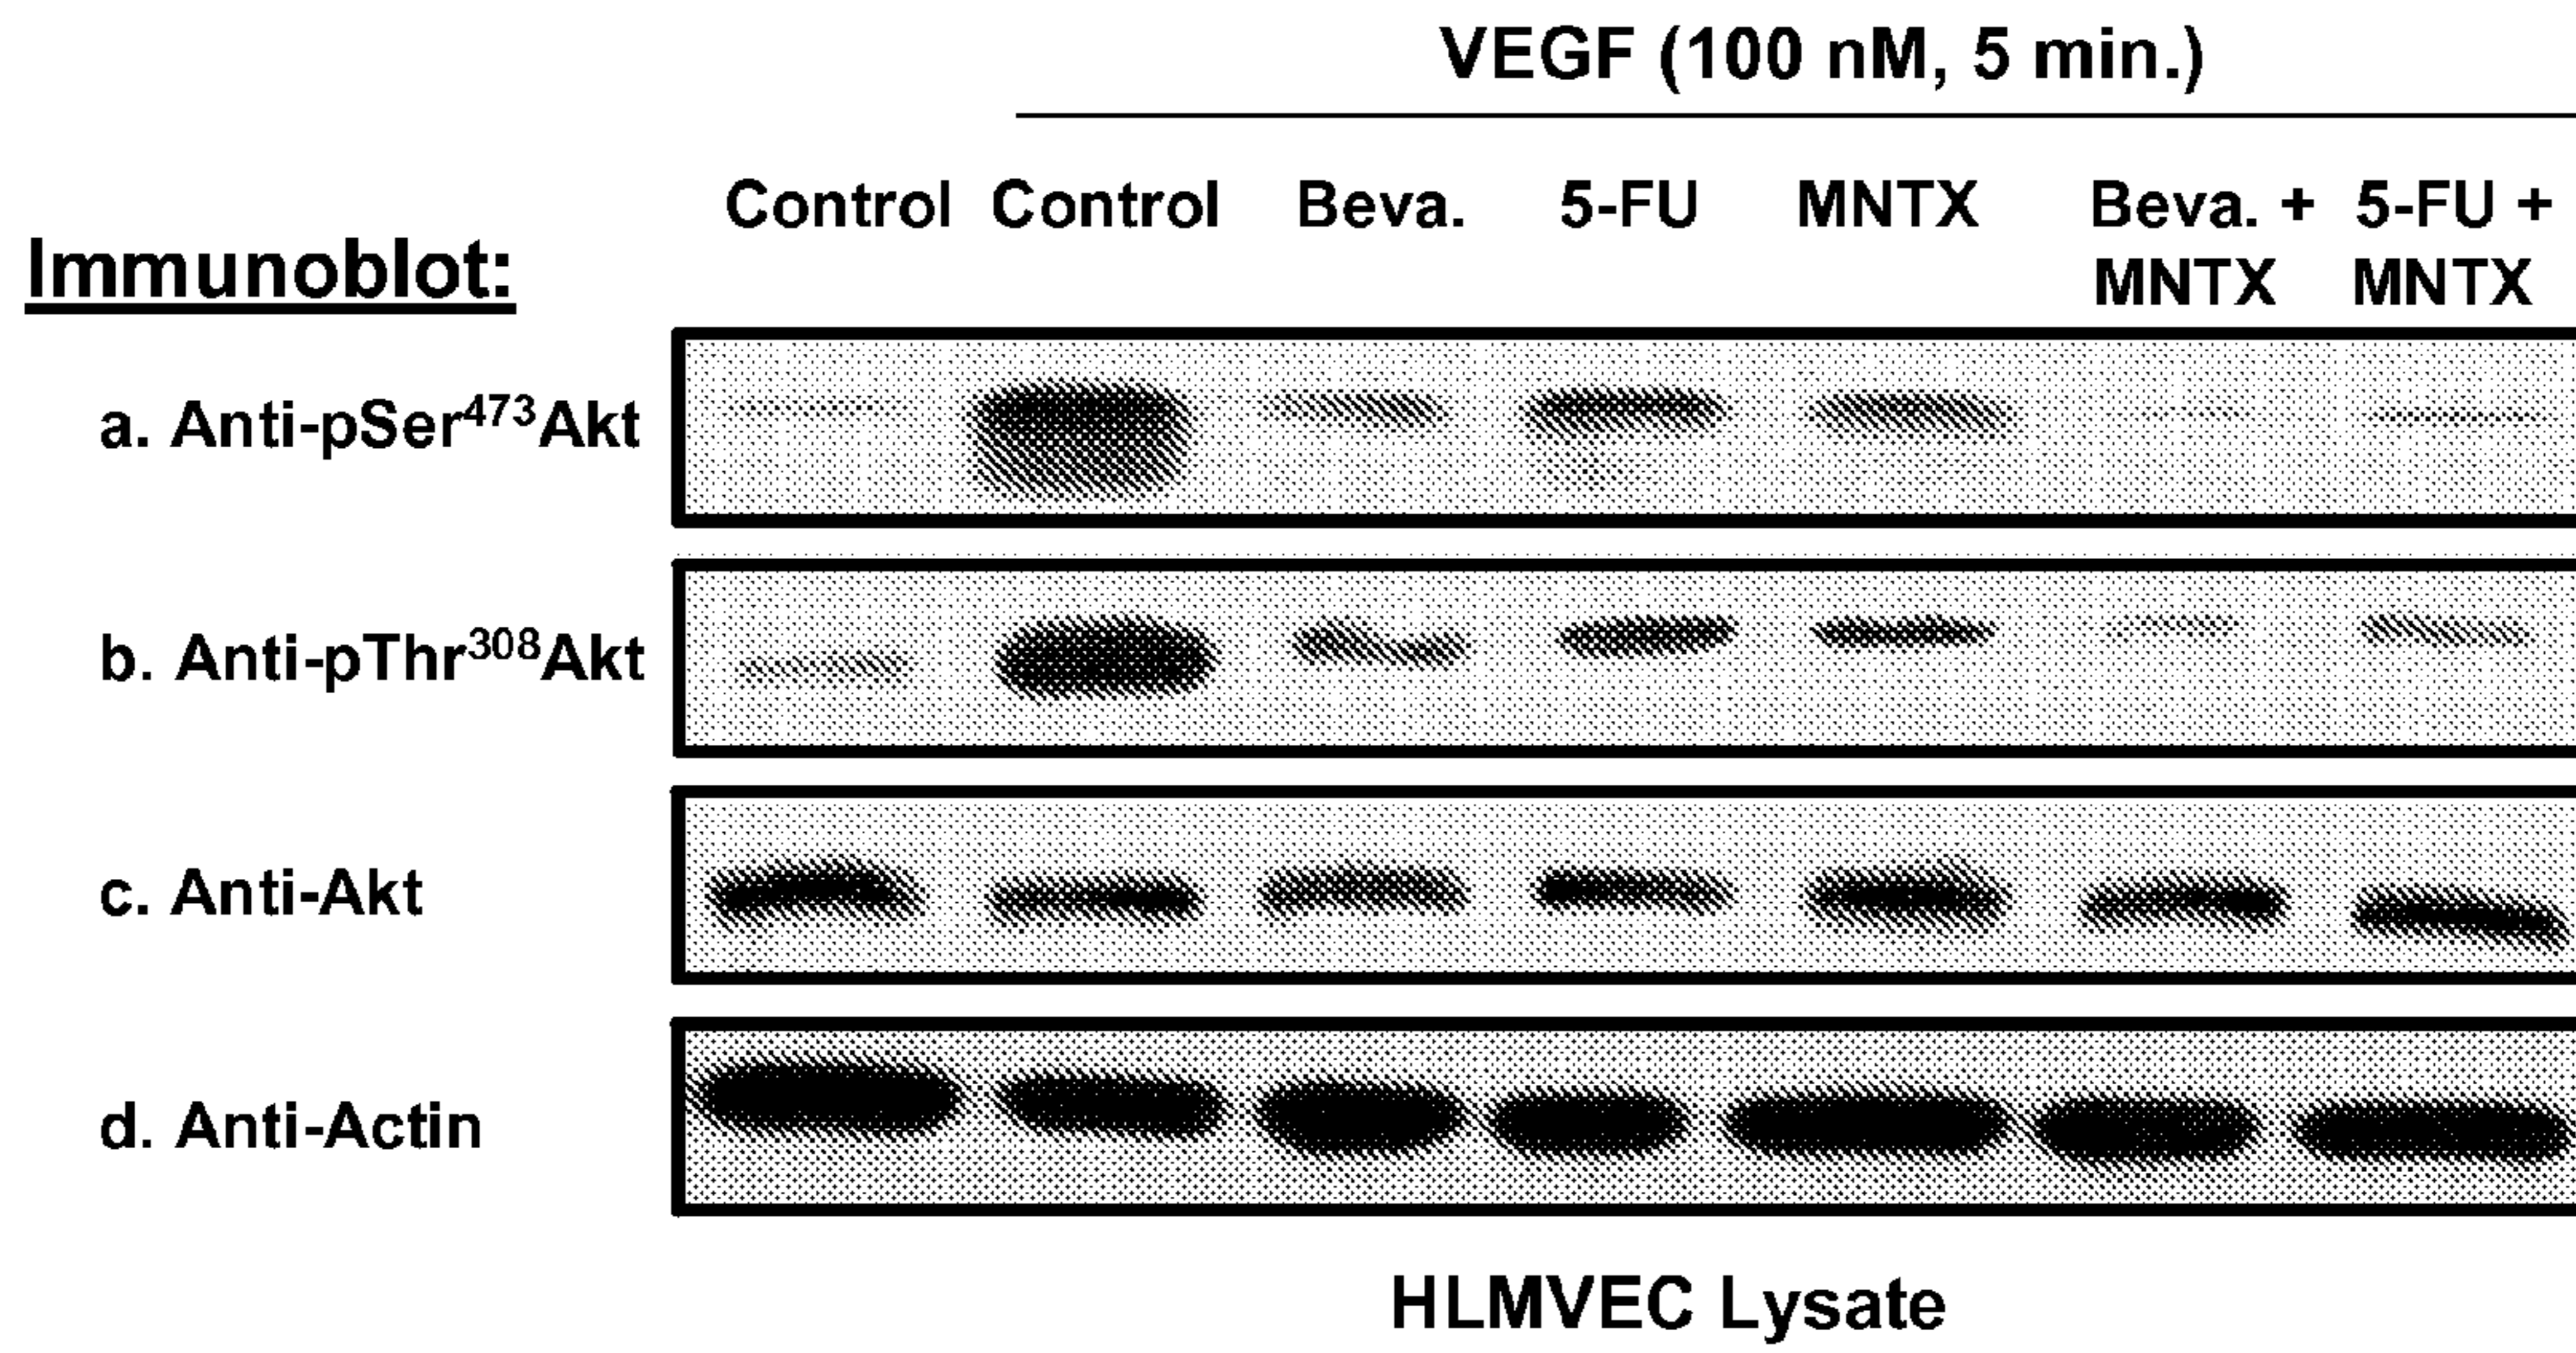 VEGF (100 nM, 5 min.)
Control Control Beva. 5-FU MNTX Beva. + 5-FU +
MNTX MNTX
Immunoblot:
a. Anti-pSer⁴⁷³Akt
b. Anti-pThr³⁰⁸Akt
c. Anti-Akt
d. Anti-Actin
HLMVEC Lysate